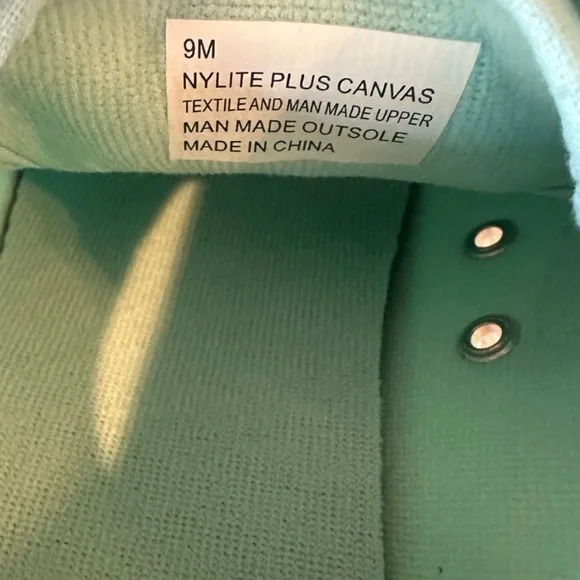 9M
NYLITE PLUS CANVAS
TEXTILE AND MAN MADE UPPER
MAN MADE OUTSOLE
MADE IN CHINA